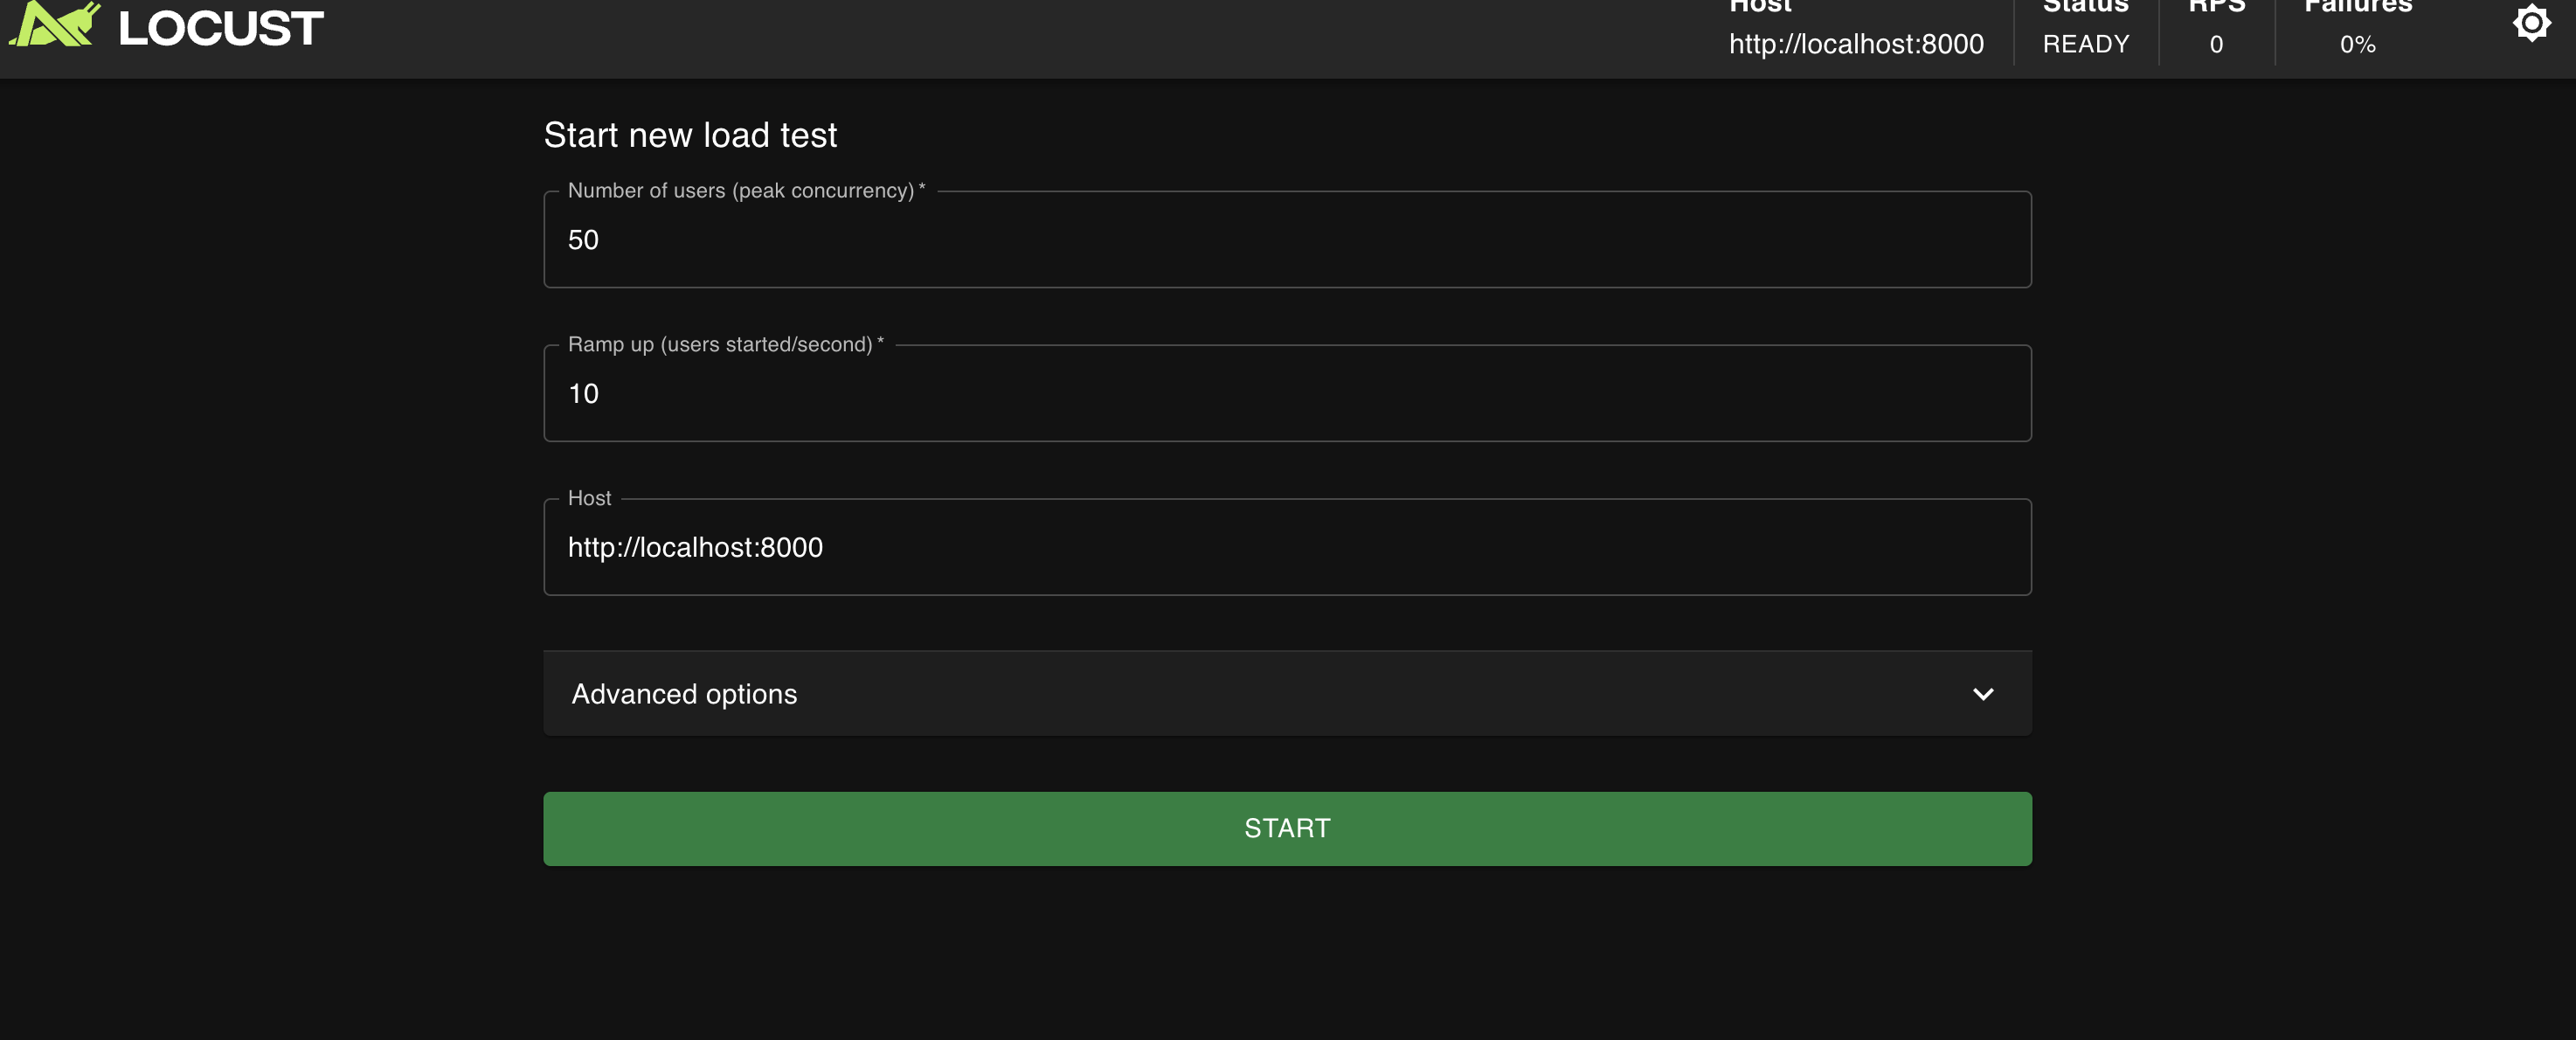 LOCUST
Host
http://localhost:8000
Status
READY
RPS
0
Failures
0%
Start new load test
Number of users (peak concurrency) *
50
Ramp up (users started/second) *
10
Host
http://localhost:8000
Advanced options
START